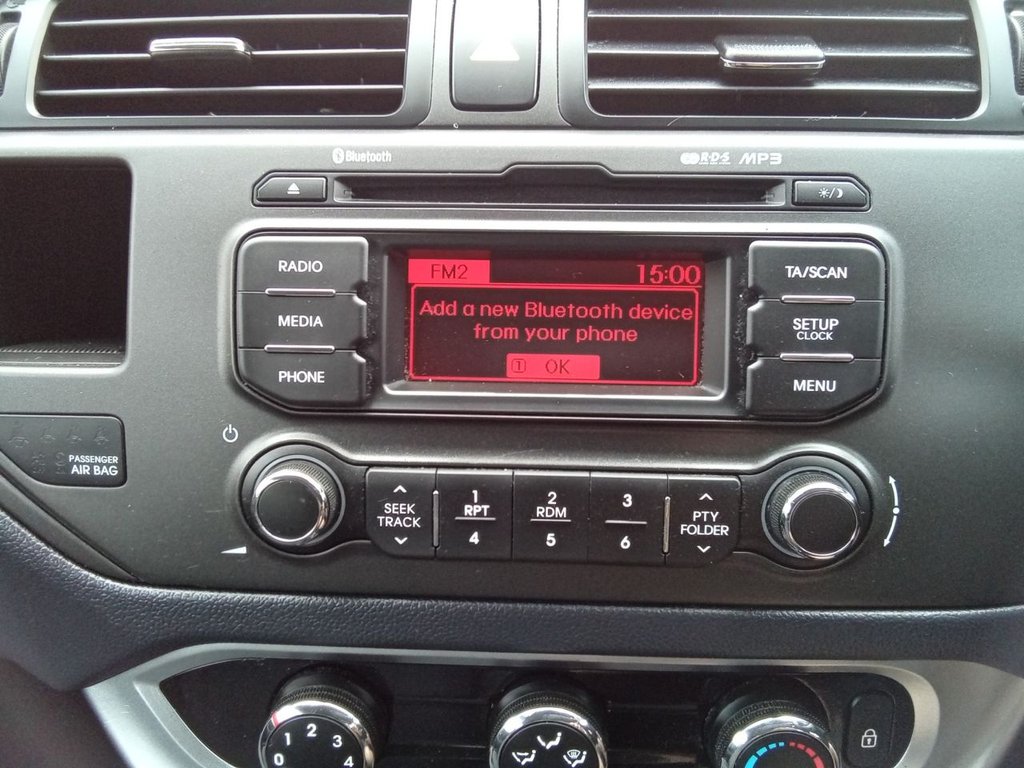 Bluetooth
R·D·S MP3
RADIO
MEDIA
PHONE
FM2 15:00
Add a new Bluetooth device
from your phone
1 OK
TA/SCAN
SETUP
CLOCK
MENU
PASSENGER
AIR BAG
SEEK
TRACK
1
RPT
4
2
RDM
5
3
6
PTY
FOLDER
0 1 2 3 4